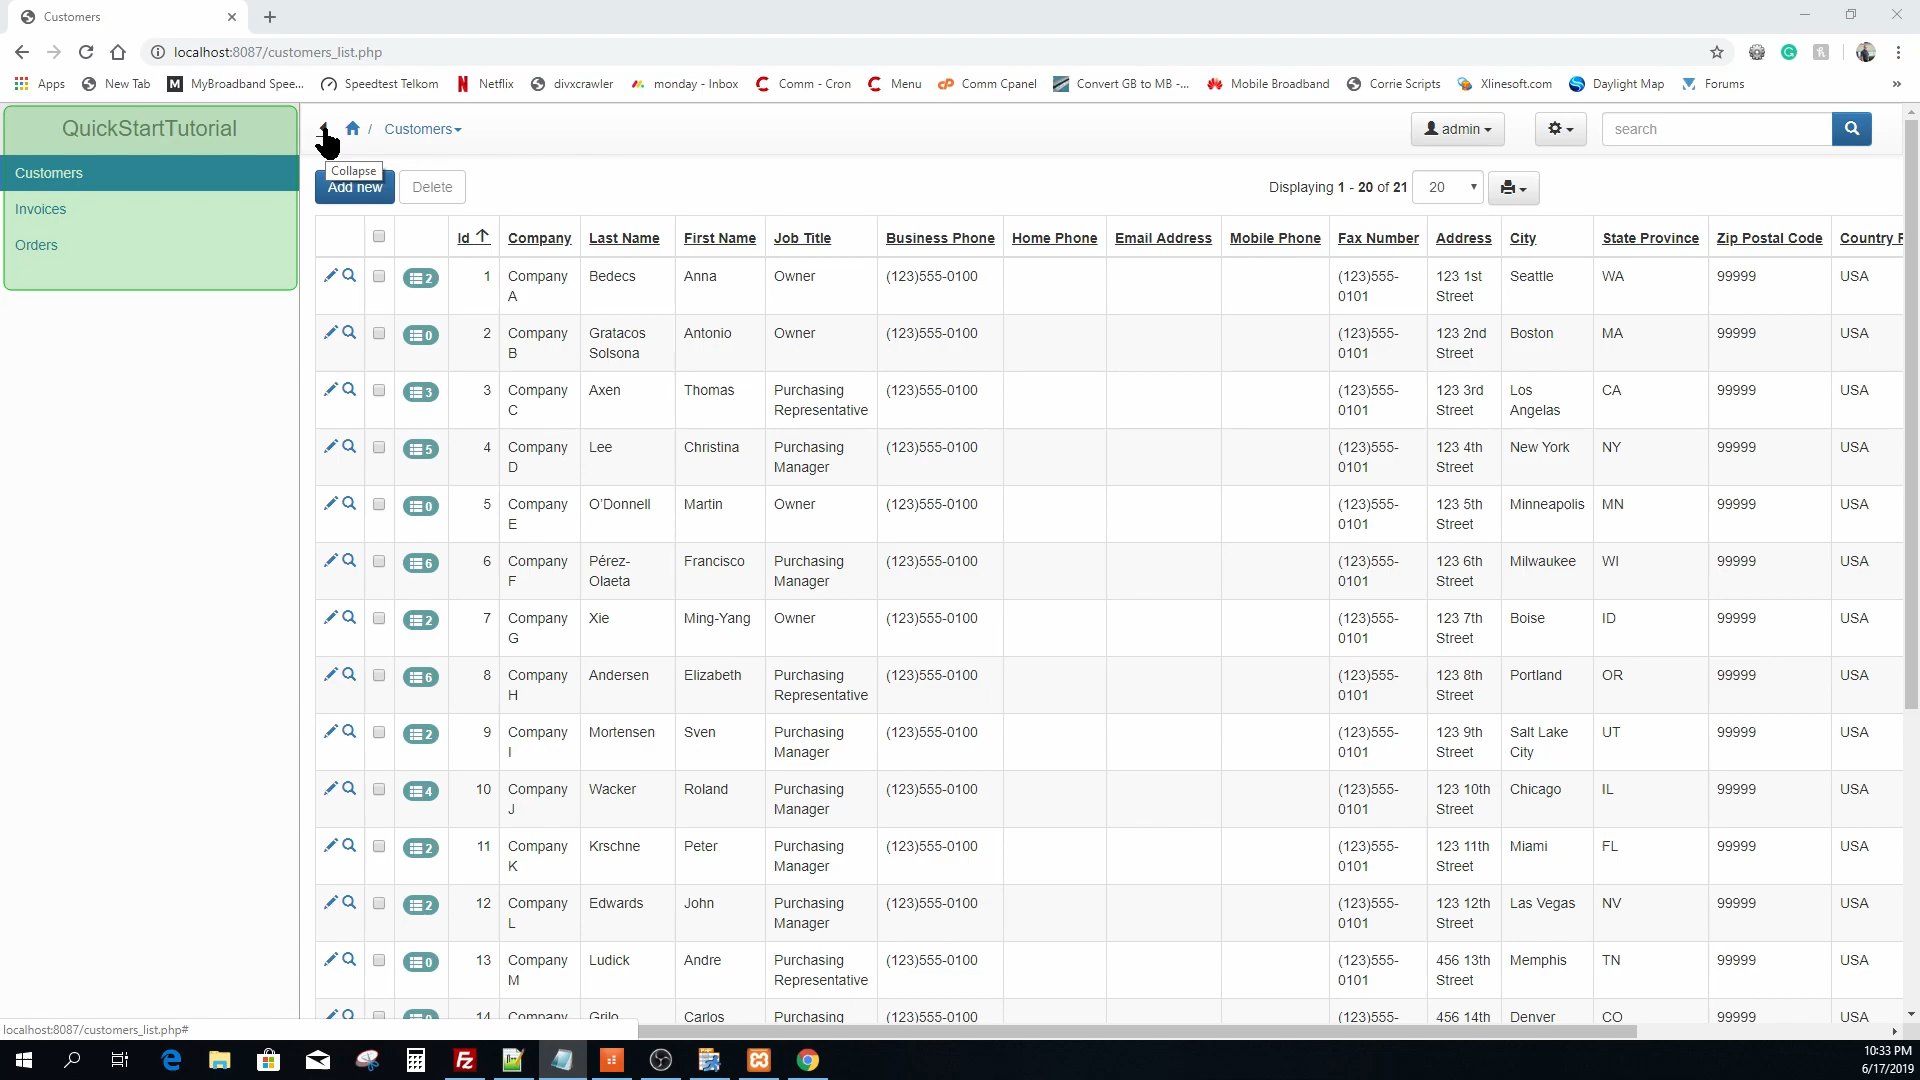 Customers
localhost:8087/customers_list.php
Apps New Tab MyBroadband Spee... Speedtest Telkom Netflix divxcrawler monday - Inbox Comm - Cron Menu Comm Cpanel Convert GB to MB -... Mobile Broadband Corrie Scripts Xlinesoft.com Daylight Map Forums »
QuickStartTutorial
Customers
Invoices
Orders
/ Customers
admin
search
Collapse
Add new Delete
Displaying 1 - 20 of 21 20
Id Company Last Name First Name Job Title Business Phone Home Phone Email Address Mobile Phone Fax Number Address City State Province Zip Postal Code Country
2 1 Company A Bedecs Anna Owner (123)555-0100 (123)555-0101 123 1st Street Seattle WA 99999 USA
0 2 Company B Gratacos Solsona Antonio Owner (123)555-0100 (123)555-0101 123 2nd Street Boston MA 99999 USA
3 3 Company C Axen Thomas Purchasing Representative (123)555-0100 (123)555-0101 123 3rd Street Los Angelas CA 99999 USA
5 4 Company D Lee Christina Purchasing Manager (123)555-0100 (123)555-0101 123 4th Street New York NY 99999 USA
0 5 Company E O'Donnell Martin Owner (123)555-0100 (123)555-0101 123 5th Street Minneapolis MN 99999 USA
6 6 Company F Pérez-Olaeta Francisco Purchasing Manager (123)555-0100 (123)555-0101 123 6th Street Milwaukee WI 99999 USA
2 7 Company G Xie Ming-Yang Owner (123)555-0100 (123)555-0101 123 7th Street Boise ID 99999 USA
6 8 Company H Andersen Elizabeth Purchasing Representative (123)555-0100 (123)555-0101 123 8th Street Portland OR 99999 USA
2 9 Company I Mortensen Sven Purchasing Manager (123)555-0100 (123)555-0101 123 9th Street Salt Lake City UT 99999 USA
4 10 Company J Wacker Roland Purchasing Manager (123)555-0100 (123)555-0101 123 10th Street Chicago IL 99999 USA
2 11 Company K Krschne Peter Purchasing Manager (123)555-0100 (123)555-0101 123 11th Street Miami FL 99999 USA
2 12 Company L Edwards John Purchasing Manager (123)555-0100 (123)555-0101 123 12th Street Las Vegas NV 99999 USA
0 13 Company M Ludick Andre Purchasing Representative (123)555-0100 (123)555-0101 456 13th Street Memphis TN 99999 USA
14 Company Grilo Carlos Purchasing (123)555-0100 (123)555- 456 14th Denver CO 99999 USA
localhost:8087/customers_list.php#
10:33 PM
6/17/2019